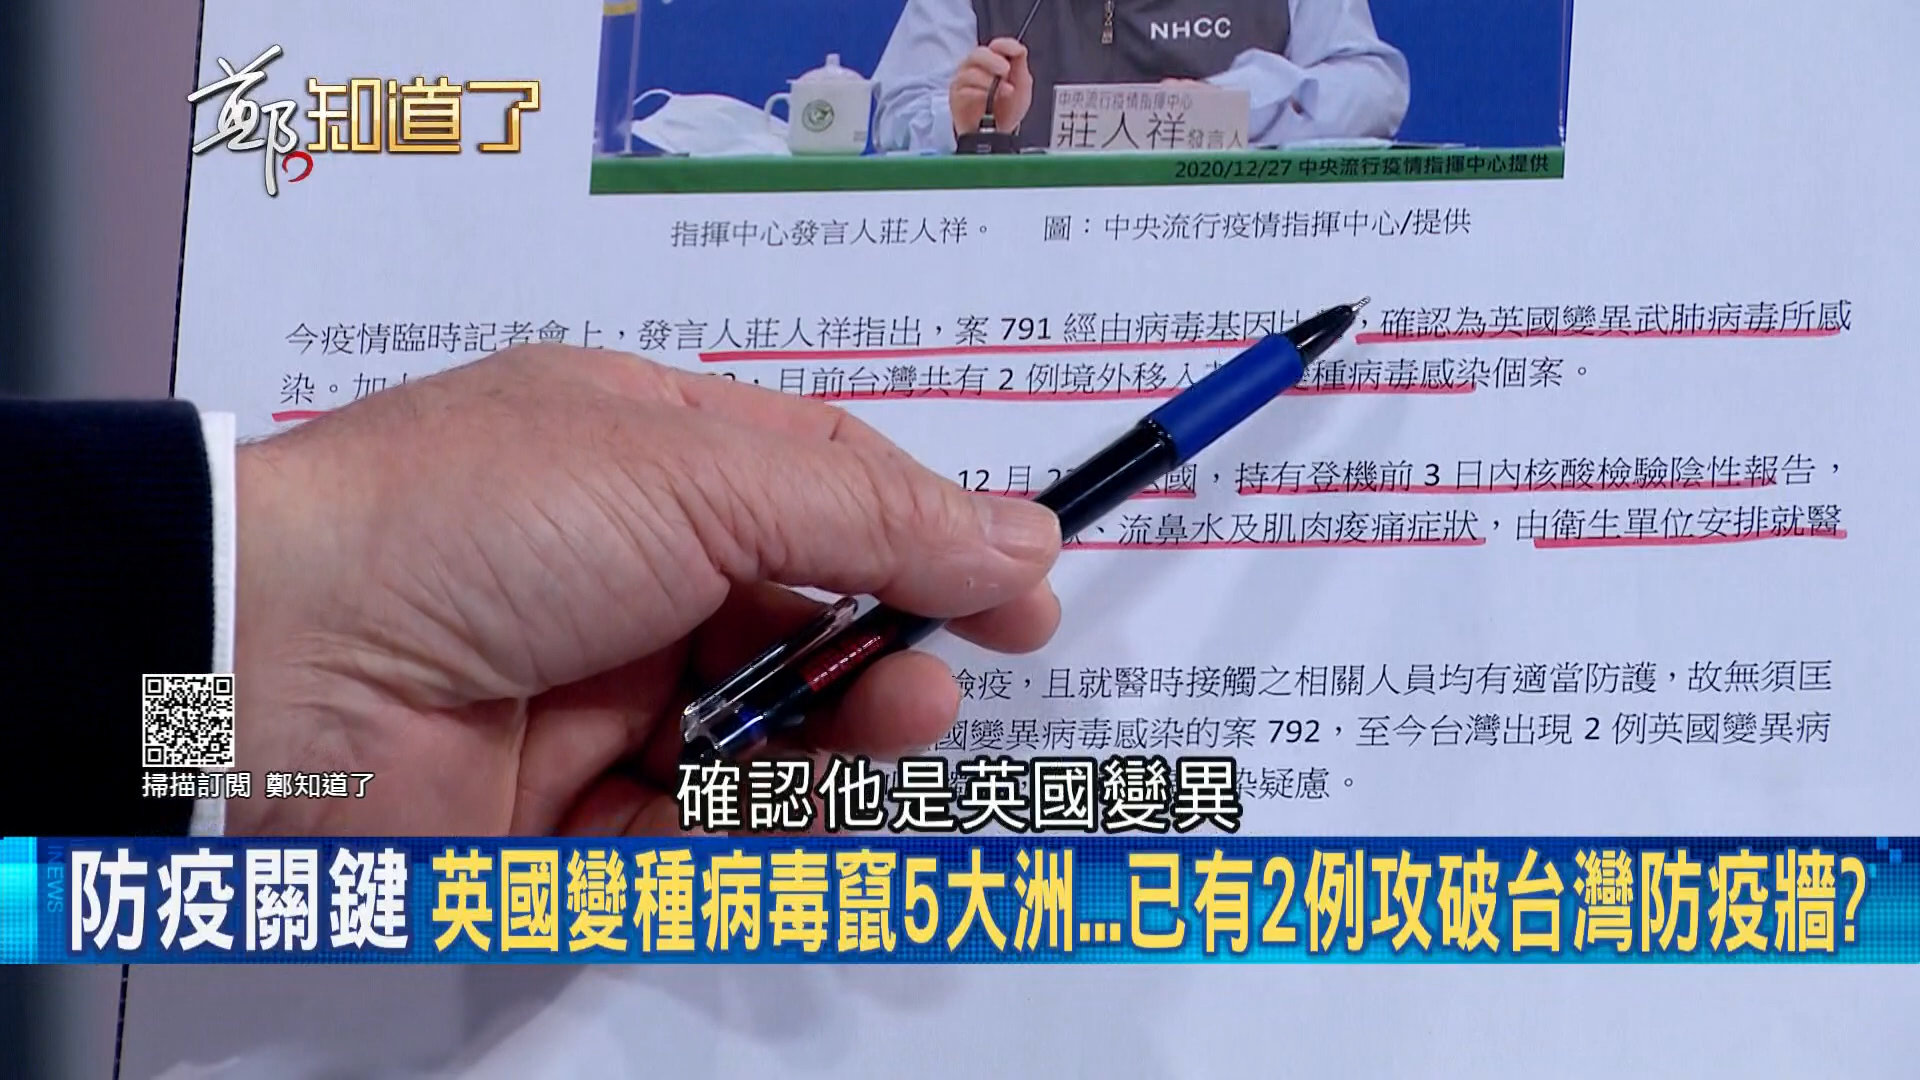 鄭知道了
NHCC
中央流行疫情指揮中心
莊人祥 發言人
2020/12/27 中央流行疫情指揮中心提供
指揮中心發言人莊人祥。 圖:中央流行疫情指揮中心/提供
今疫情臨時記者會上,發言人莊人祥指出,案 791 經由病毒基因比,確認為英國變異武肺病毒所感
染。加,目前台灣共有 2 例境外移入種病毒感染個案。
12 月 2國,持有登機前 3 日內核酸檢驗陰性報告,
、流鼻水及肌肉痠痛症狀,由衛生單位安排就醫
檢疫,且就醫時接觸之相關人員均有適當防護,故無須匡
國變異病毒感染的案 792,至今台灣出現 2 例英國變異病
染疑慮。
掃描訂閱 鄭知道了
確認他是英國變異
NEWS
防疫關鍵 英國變種病毒竄5大洲...已有2例攻破台灣防疫牆?